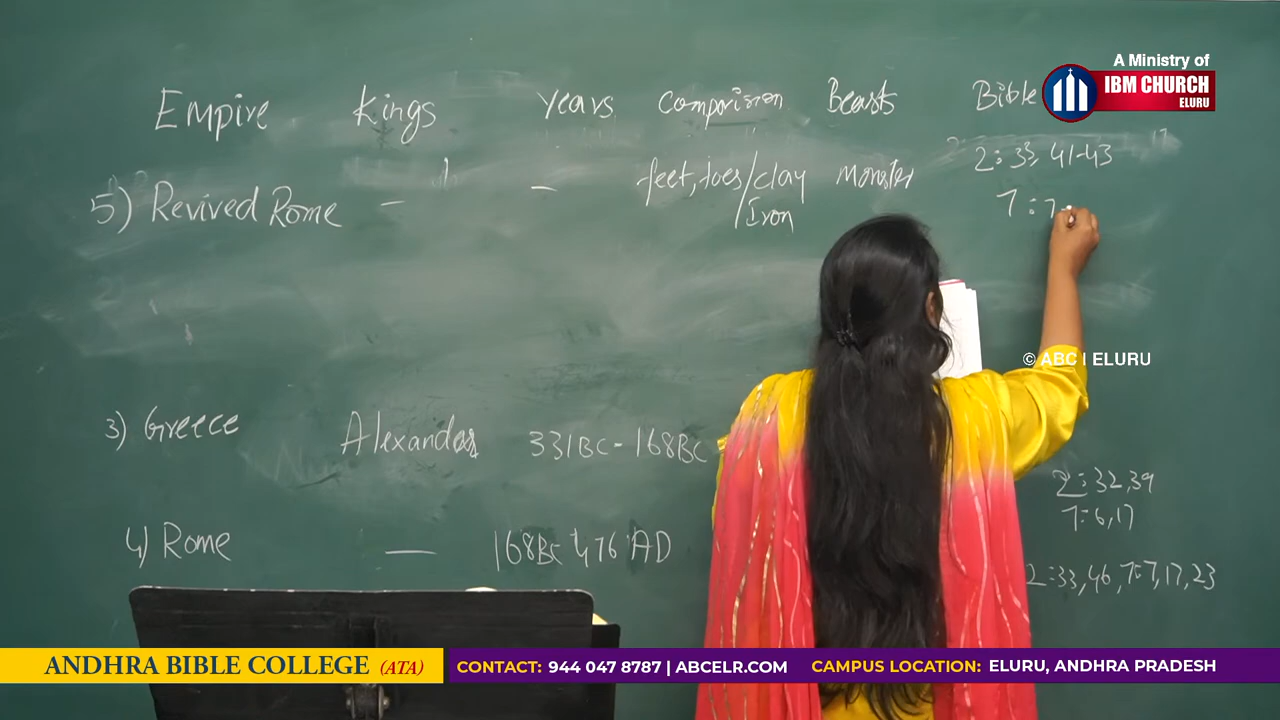 A Ministry of
IBM CHURCH
ELURU
Empire Kings Years Comparision Beasts Bible
5) Revived Rome – – feet, toes/clay Monster 2:33, 41-43
/Iron 7:7
3) Greece Alexander 331BC - 168BC 2:32,39
7:6,17
4) Rome — 168BC 476 AD 2:33,46, 7:7,17,23
© ABC | ELURU
ANDHRA BIBLE COLLEGE (ATA) CONTACT: 944 047 8787 | ABCELR.COM CAMPUS LOCATION: ELURU, ANDHRA PRADESH